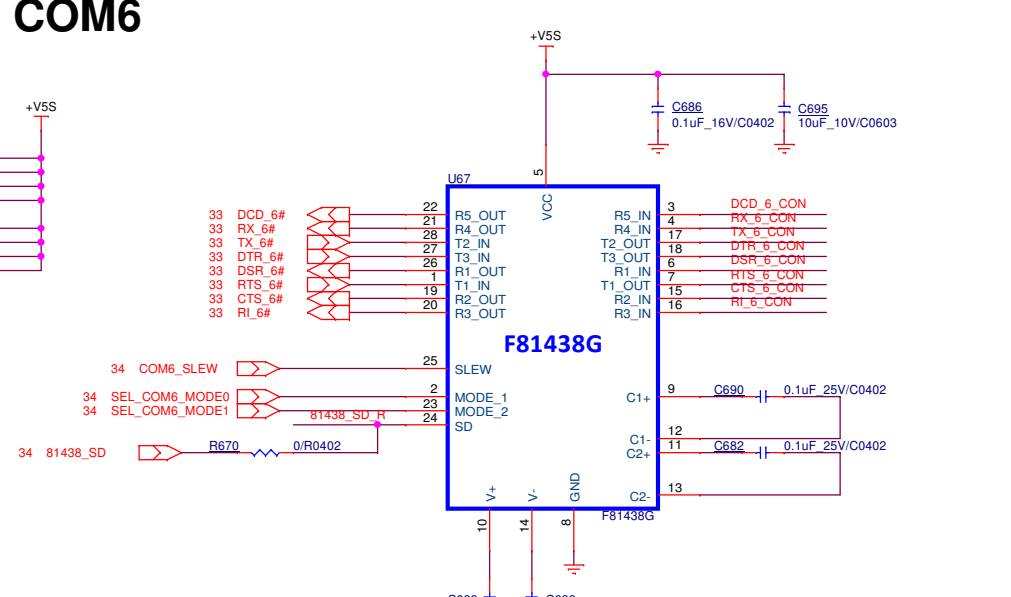 COM6
+V5S
+V5S
C686
0.1uF_16V/C0402
C695
10uF_10V/C0603
5
U67
VCC
33 DCD_6# 22 R5_OUT R5_IN 3 DCD_6_CON
33 RX_6# 21 R4_OUT R4_IN 4 RX_6_CON
33 TX_6# 28 T2_IN T2_OUT 17 TX_6_CON
33 DTR_6# 27 T3_IN T3_OUT 18 DTR_6_CON
33 DSR_6# 26 R1_OUT R1_IN 6 DSR_6_CON
33 RTS_6# 1 T1_IN T1_OUT 7 RTS_6_CON
33 CTS_6# 19 R2_OUT R2_IN 15 CTS_6_CON
33 RI_6# 20 R3_OUT R3_IN 16 RI_6_CON
F81438G
34 COM6_SLEW 25 SLEW
34 SEL_COM6_MODE0 2 MODE_1 C1+ 9 C690 0.1uF_25V/C0402
34 SEL_COM6_MODE1 23 MODE_2
81438_SD_R 24 SD
C1- 12
34 81438_SD R670 0/R0402 C2+ 11 C682 0.1uF_25V/C0402
C2- 13
V+ V- GND
F81438G
10 14 8